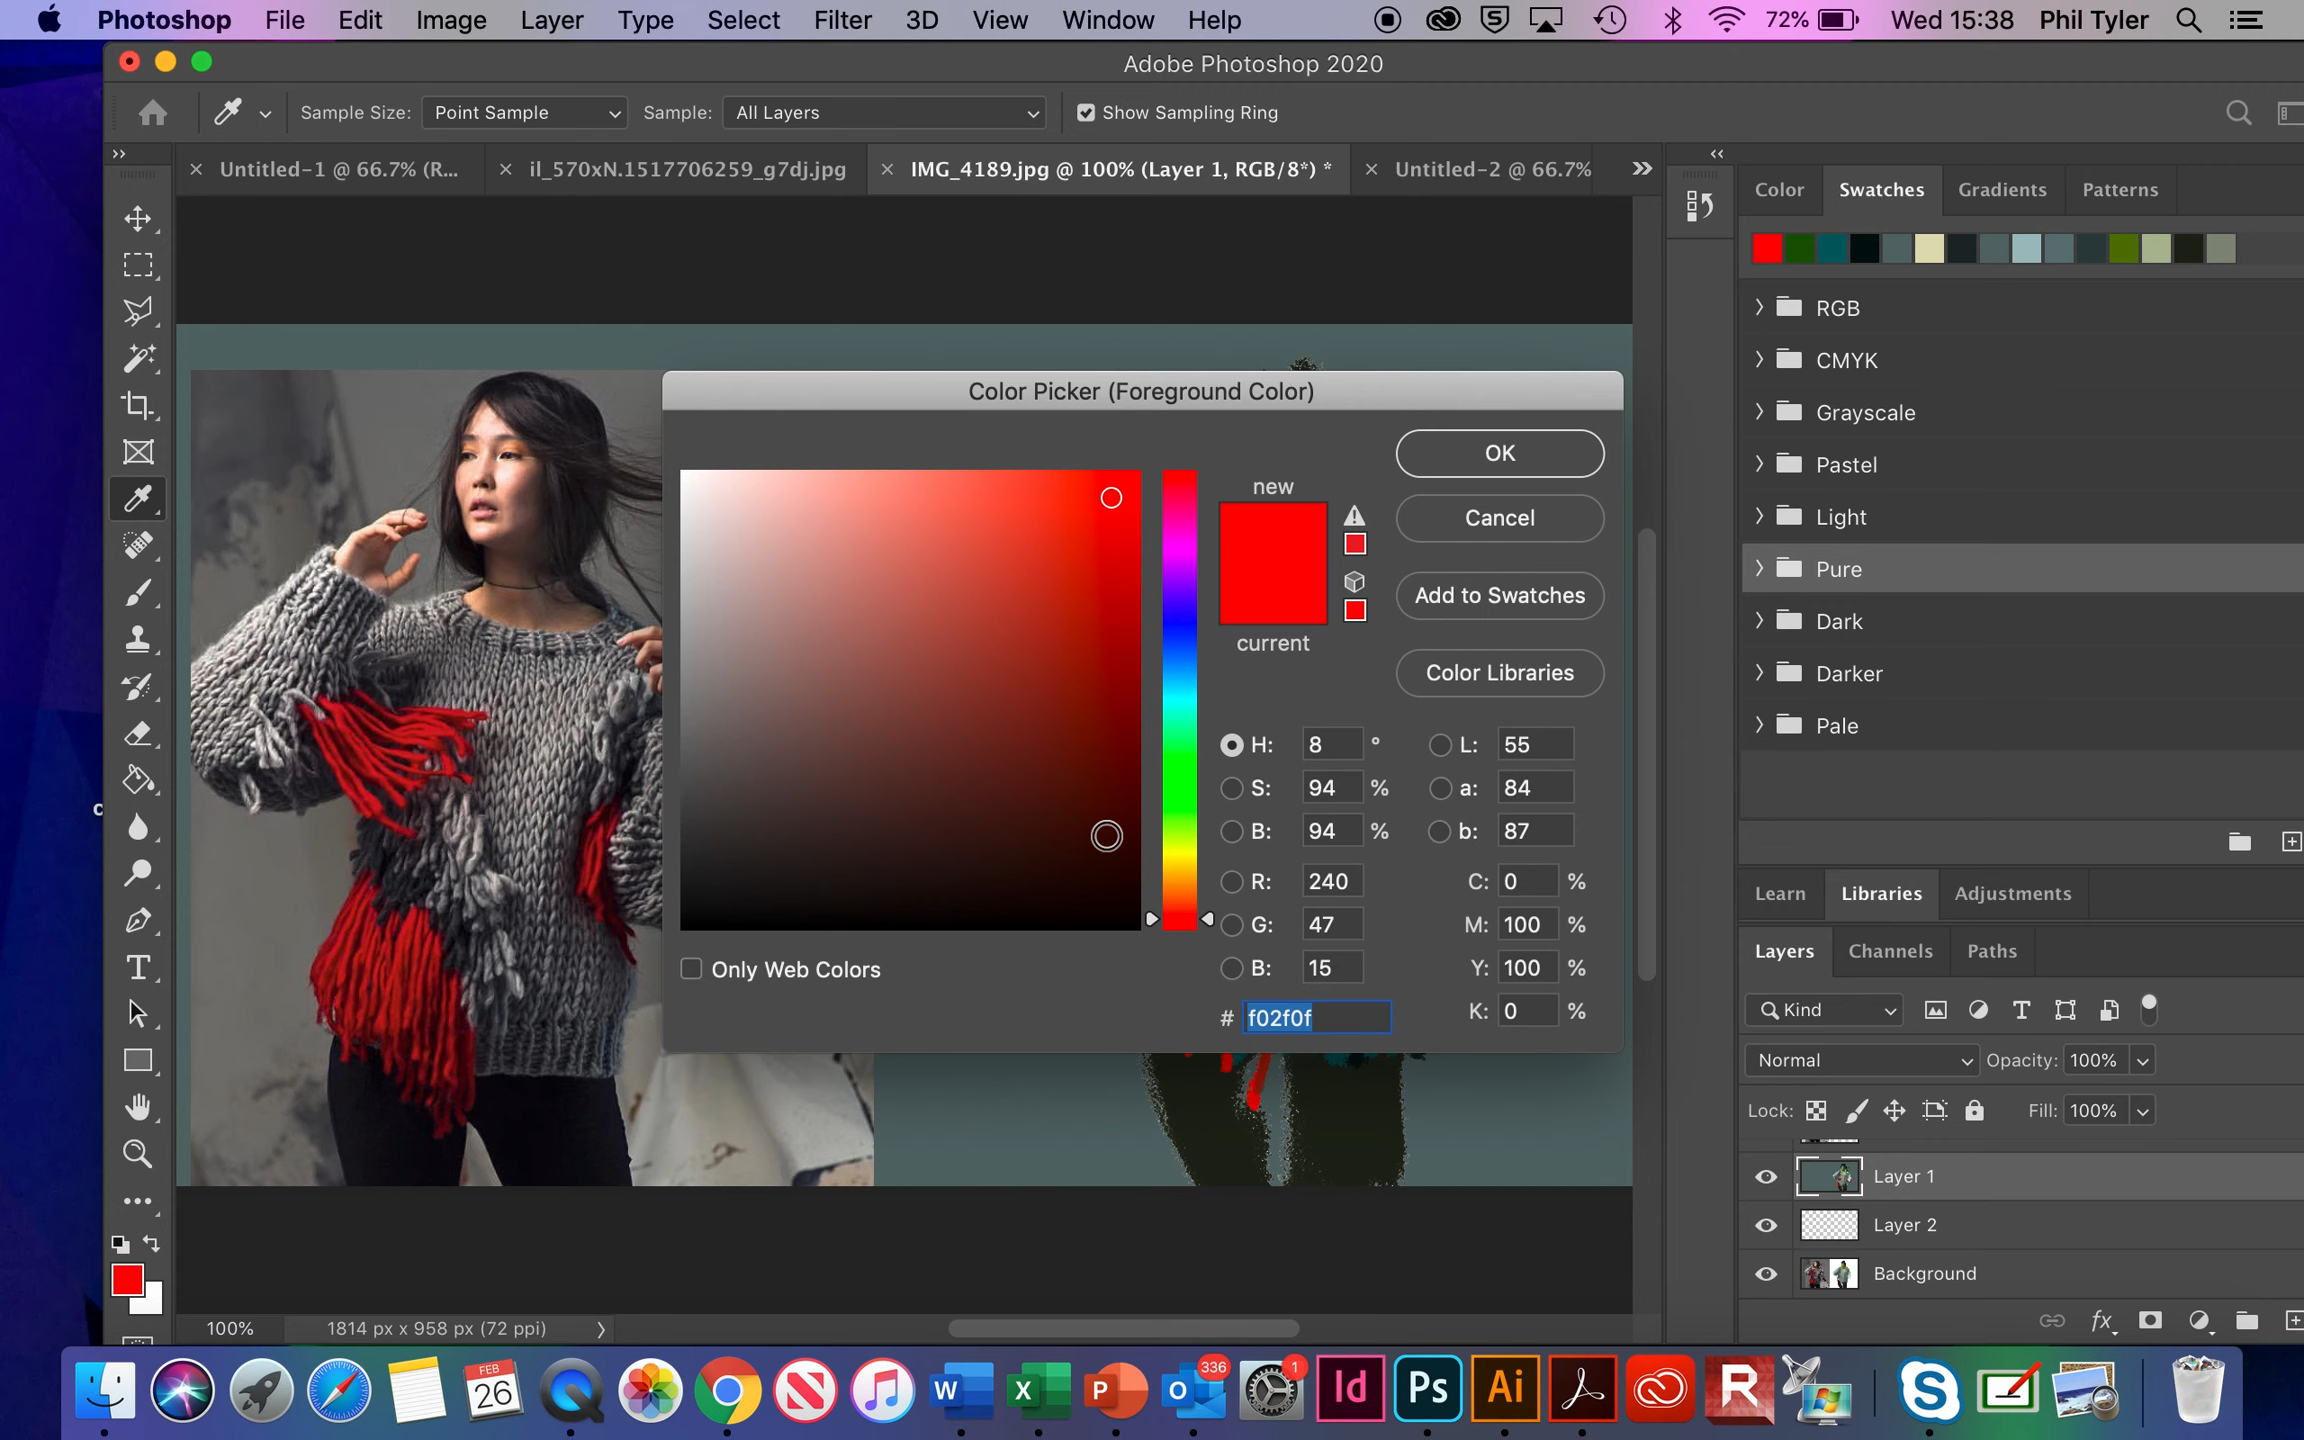 Photoshop File Edit Image Layer Type Select Filter 3D View Window Help 72% Wed 15:38 Phil Tyler
Adobe Photoshop 2020
Sample Size: Point Sample Sample: All Layers Show Sampling Ring
Untitled-1 @ 66.7% (R... il_570xN.1517706259_g7dj.jpg IMG_4189.jpg @ 100% (Layer 1, RGB/8*) * Untitled-2 @ 66.7%
Color Swatches Gradients Patterns
RGB
CMYK
Grayscale
Pastel
Light
Pure
Dark
Darker
Pale
Color Picker (Foreground Color)
new
current
OK
Cancel
Add to Swatches
Color Libraries
H: 8 ° L: 55
S: 94 % a: 84
B: 94 % b: 87
R: 240 C: 0 %
G: 47 M: 100 %
B: 15 Y: 100 %
# f02f0f K: 0 %
Only Web Colors
Learn Libraries Adjustments
Layers Channels Paths
Kind
Normal Opacity: 100%
Lock: Fill: 100%
Layer 1
Layer 2
Background
fx
100% 1814 px x 958 px (72 ppi)
FEB
26
W X P O 336 1 Id Ps Ai R S